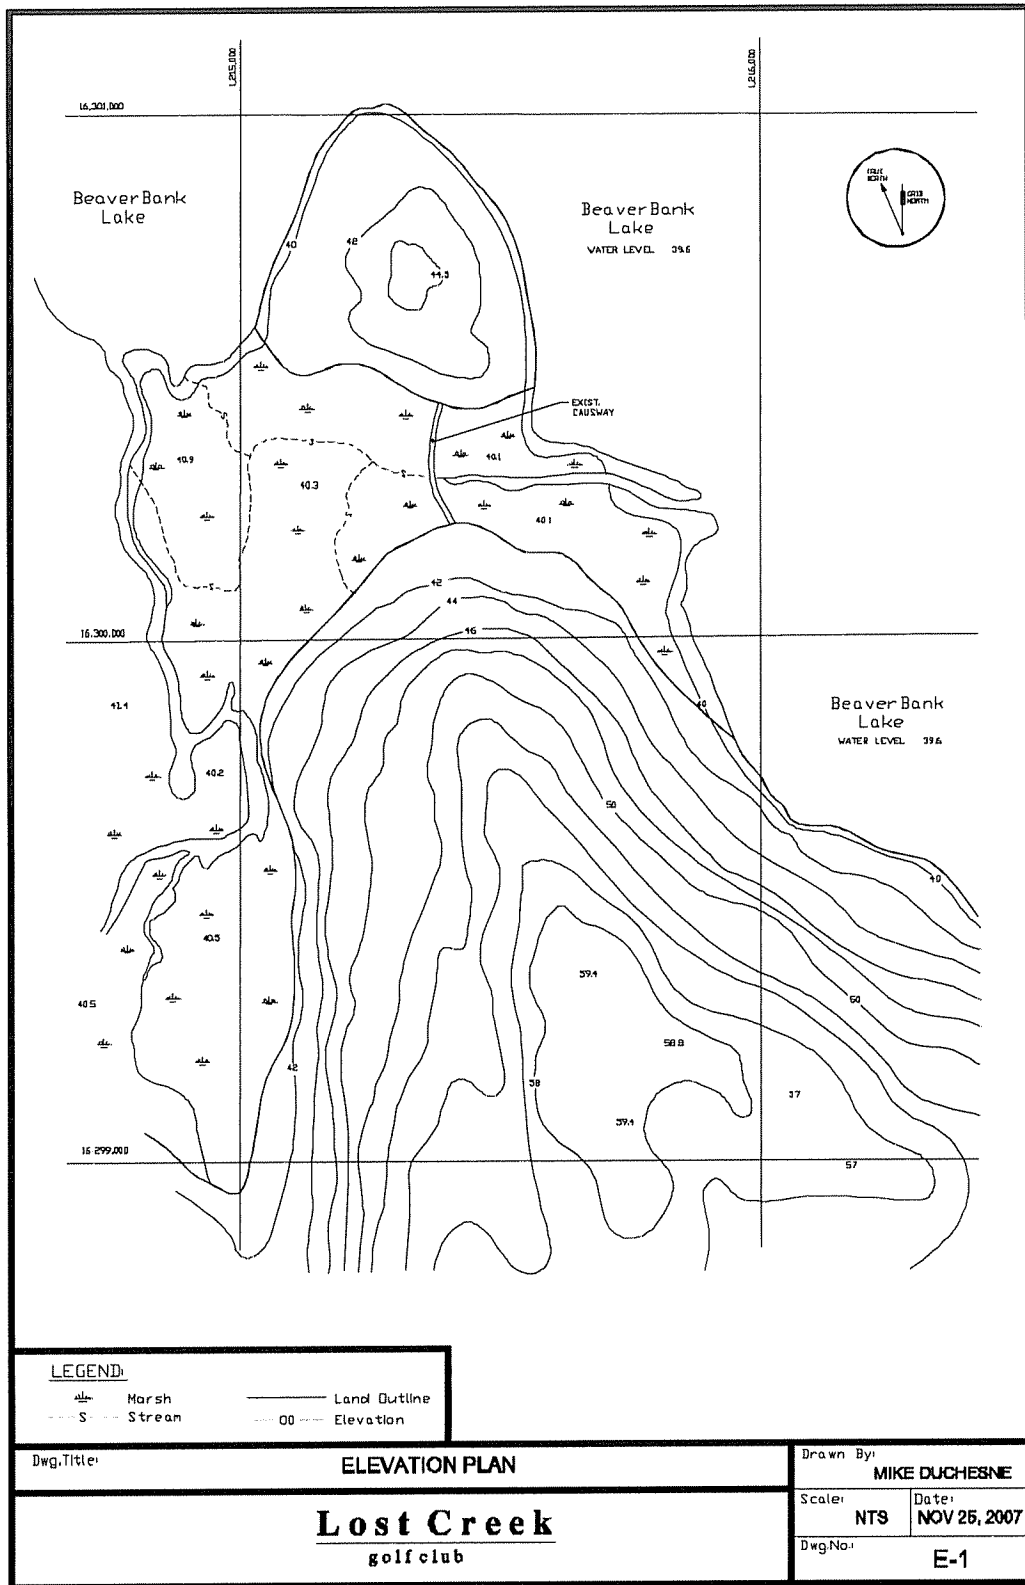 1,215,000
1,216,000
16,301,000
Beaver Bank
Lake
Beaver Bank
Lake
WATER LEVEL 39.6
TRUE
NORTH
GRID
NORTH
40
42
44.3
EXIST.
CAUSWAY
40.9
S
S
S
40.3
40.1
40.1
S
S
42
44
46
16,300,000
41.4
40
Beaver Bank
Lake
WATER LEVEL 39.6
40.2
50
40
40.5
59.4
40.5
50
58.8
42
58
37
59.4
16 299,000
57
LEGEND:
Marsh
Land Outline
S Stream
00 Elevation
Dwg.Title:
ELEVATION PLAN
Drawn By:
MIKE DUCHESNE
Lost Creek
golf club
Scale:
NTS
Date:
NOV 25, 2007
Dwg.No.:
E-1